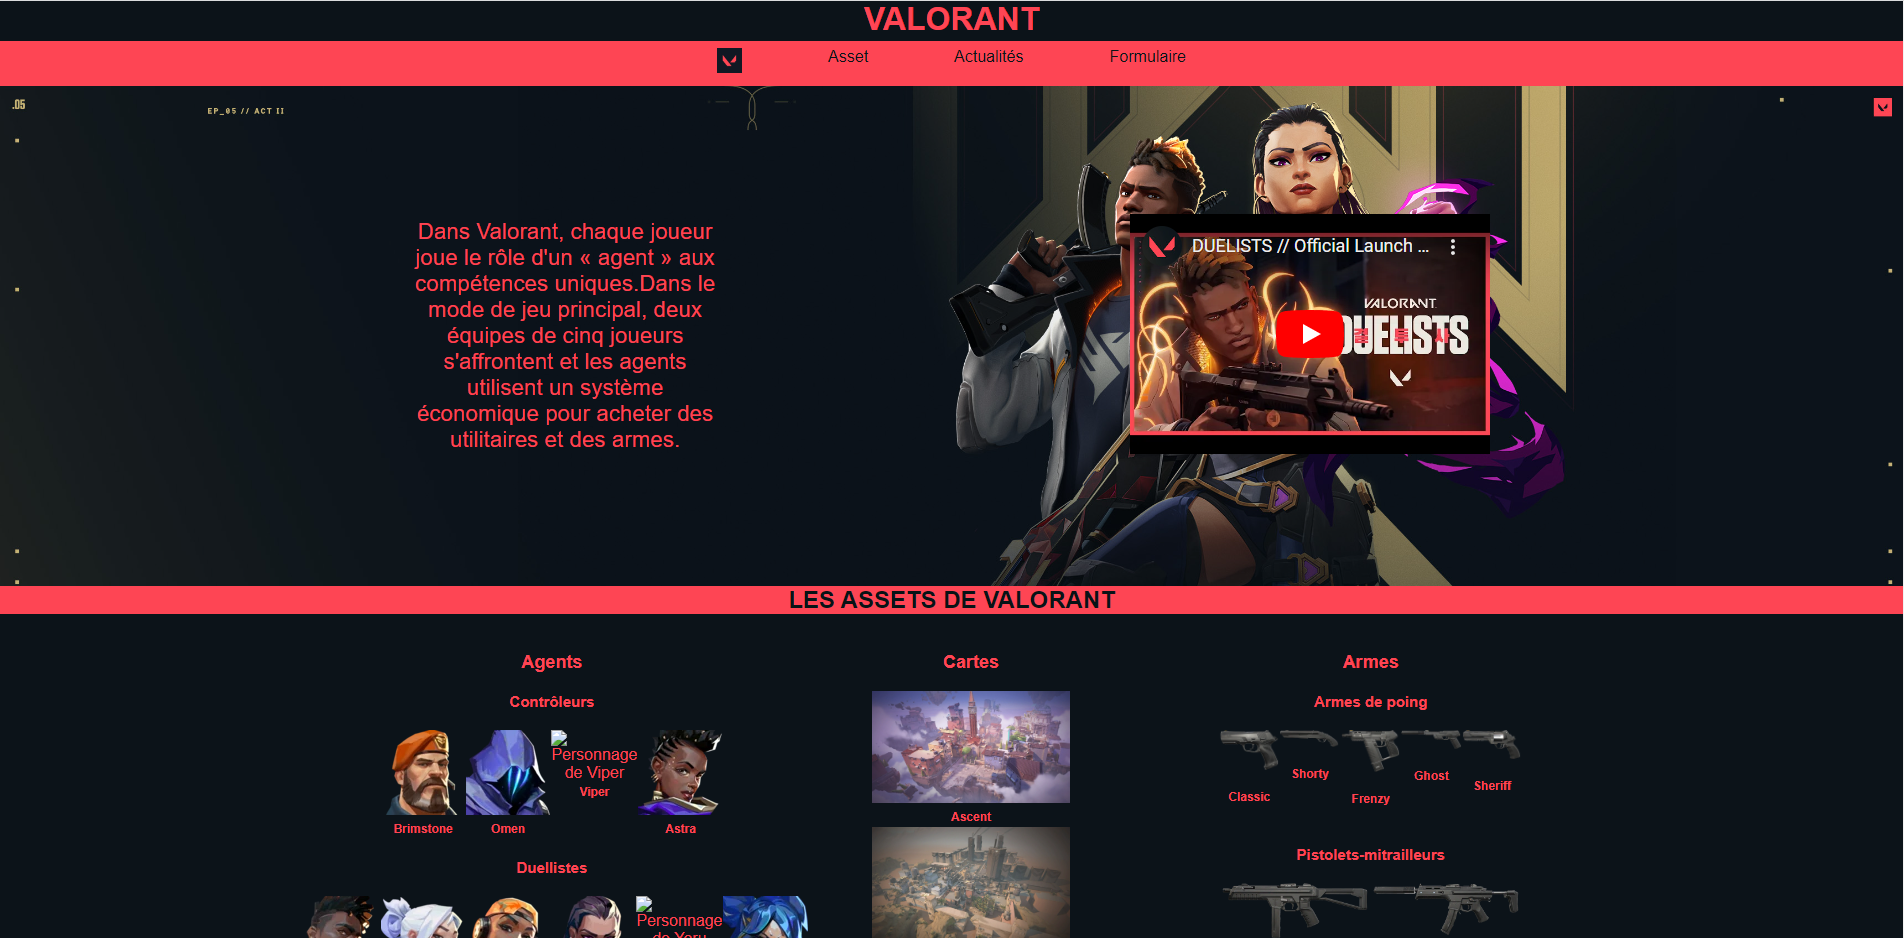 VALORANT
Asset
Actualités
Formulaire
.05
EP_05 // ACT II
Dans Valorant, chaque joueur
joue le rôle d'un « agent » aux
compétences uniques.Dans le
mode de jeu principal, deux
équipes de cinq joueurs
s'affrontent et les agents
utilisent un système
économique pour acheter des
utilitaires et des armes.
DUELISTS // Official Launch ...
VALORANT
DUELISTS
LES ASSETS DE VALORANT
Agents
Contrôleurs
Personnage
de Viper
Viper
Brimstone
Omen
Astra
Duellistes
Personnage
de Yoru
Cartes
Ascent
Armes
Armes de poing
Classic
Shorty
Frenzy
Ghost
Sheriff
Pistolets-mitrailleurs